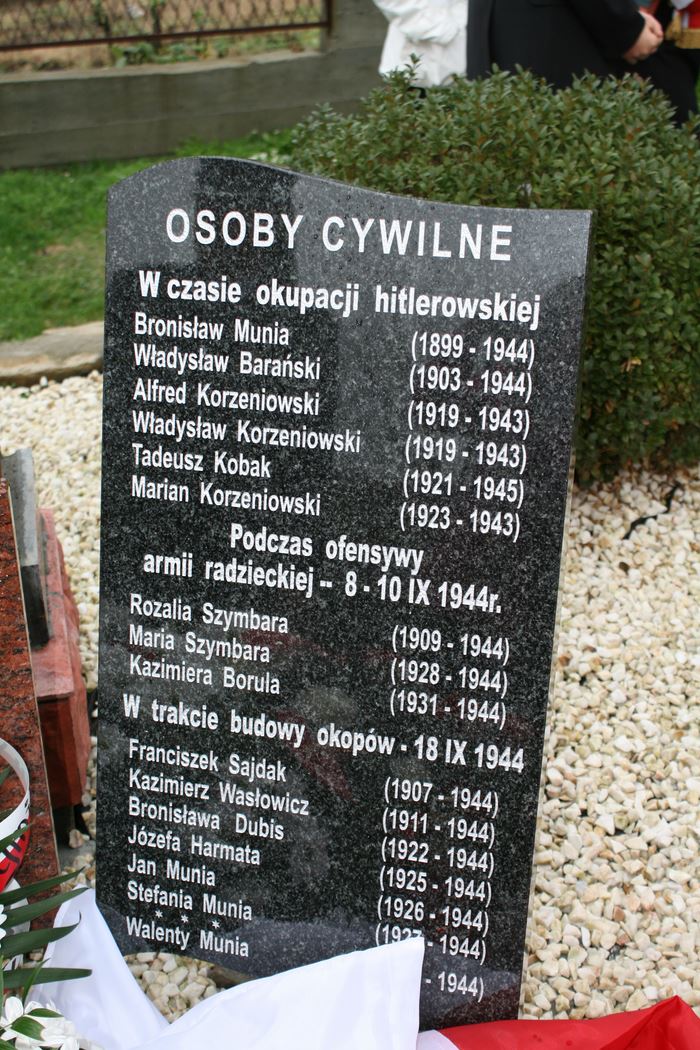 OSOBY CYWILNE
W czasie okupacji hitlerowskiej
Bronisław Munia (1899 - 1944)
Władysław Barański (1903 - 1944)
Alfred Korzeniowski (1919 - 1943)
Władysław Korzeniowski (1919 - 1943)
Tadeusz Kobak (1921 - 1945)
Marian Korzeniowski (1923 - 1943)
Podczas ofensywy
armii radzieckiej -- 8 - 10 IX 1944r.
Rozalia Szymbara (1909 - 1944)
Maria Szymbara (1928 - 1944)
Kazimiera Borula (1931 - 1944)
W trakcie budowy okopów - 18 IX 1944
Franciszek Sajdak (1907 - 1944)
Kazimierz Wasłowicz (1911 - 1944)
Bronisława Dubis (1922 - 1944)
Józefa Harmata (1925 - 1944)
Jan Munia (1926 - 1944)
Stefania Munia (1927 - 1944)
* * *
Walenty Munia - 1944)